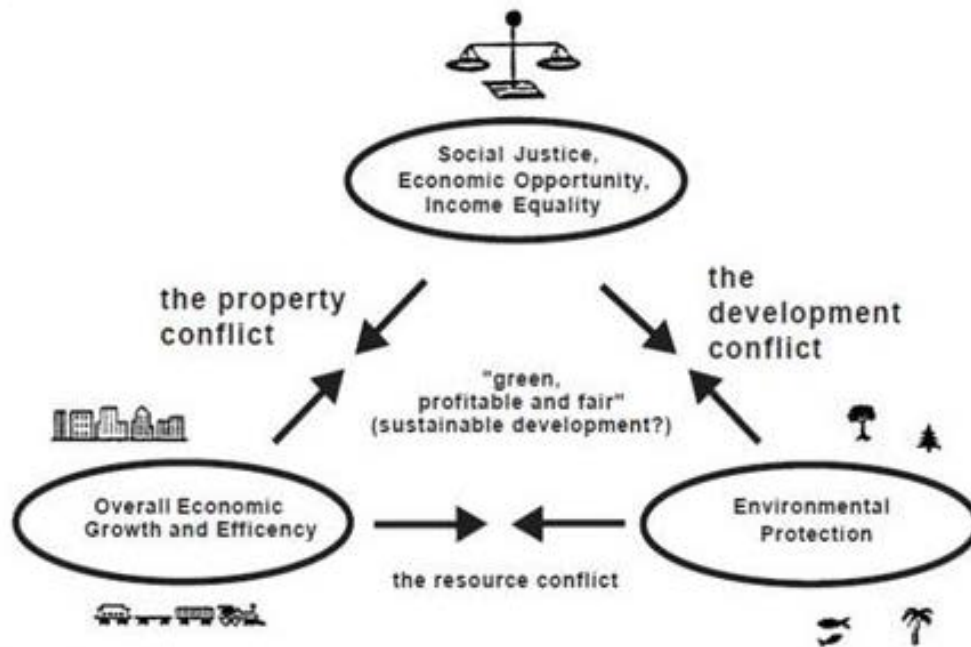 Social Justice,
Economic Opportunity,
Income Equality
the property
conflict
the
development
conflict
"green,
profitable and fair"
(sustainable development?)
Overall Economic
Growth and Efficency
Environmental
Protection
the resource conflict